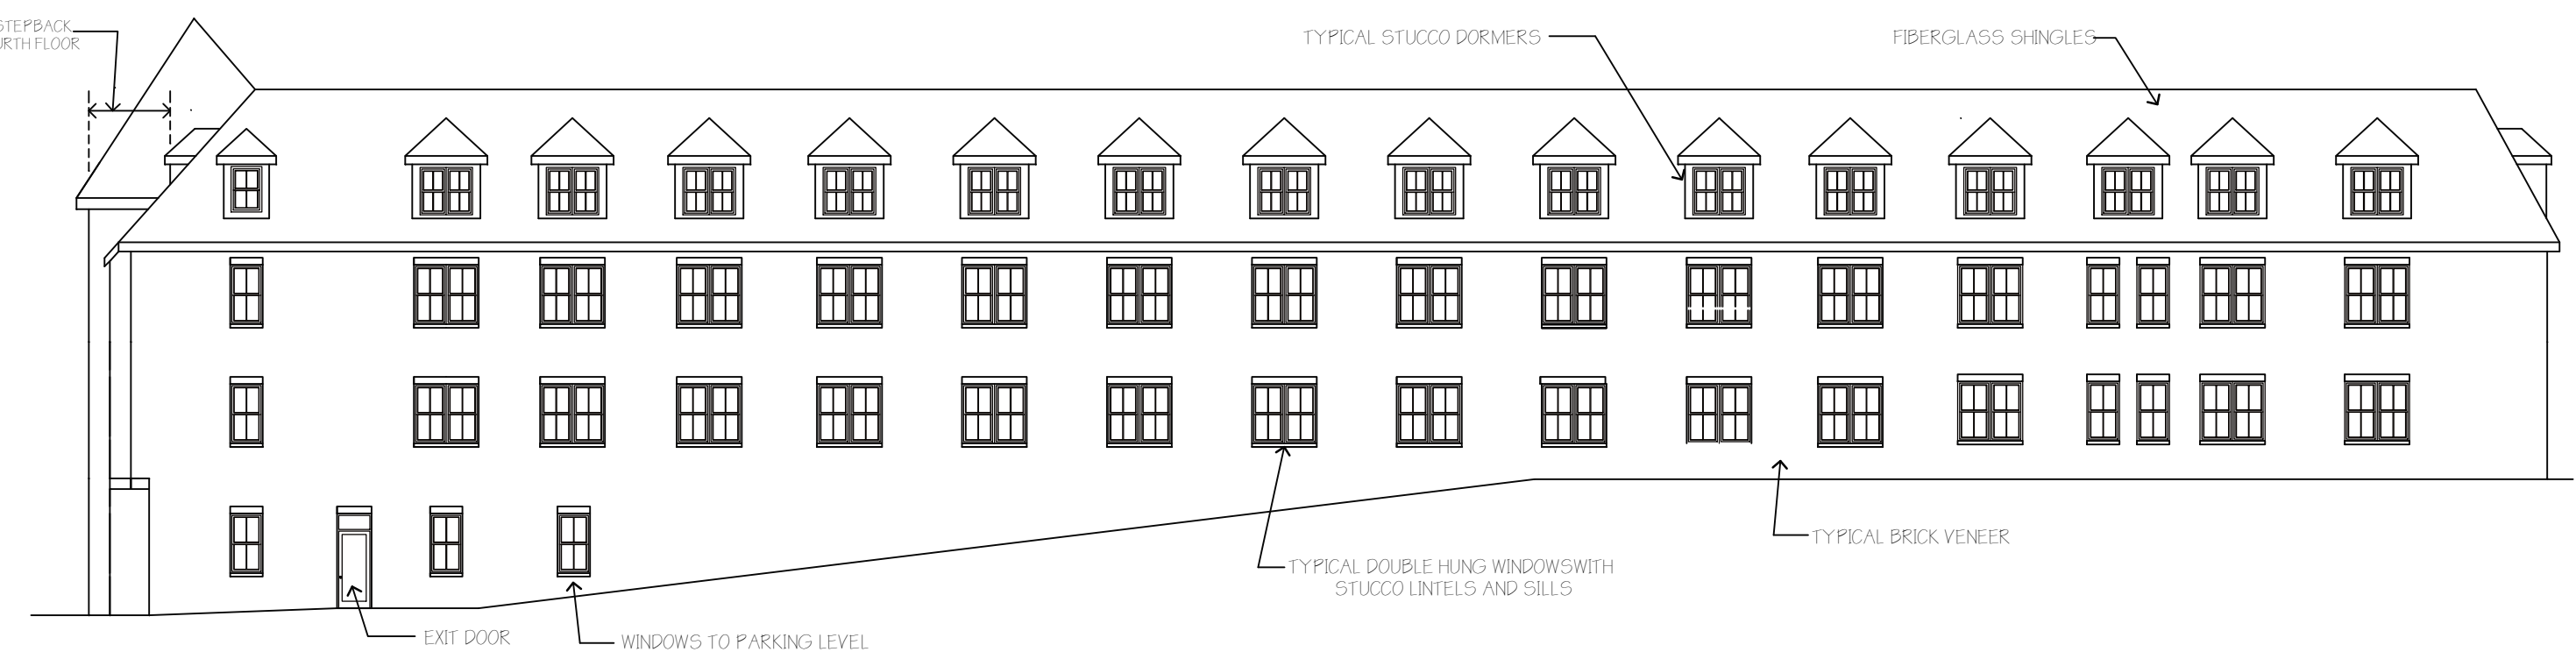 STEPBACK
FLOOR
TYPICAL STUCCO DORMERS
FIBERGLASS SHINGLES
TYPICAL BRICK VENEER
TYPICAL DOUBLE HUNG WINDOWSWITH
STUCCO LINTELS AND SILLS
EXIT DOOR
WINDOWS TO PARKING LEVEL